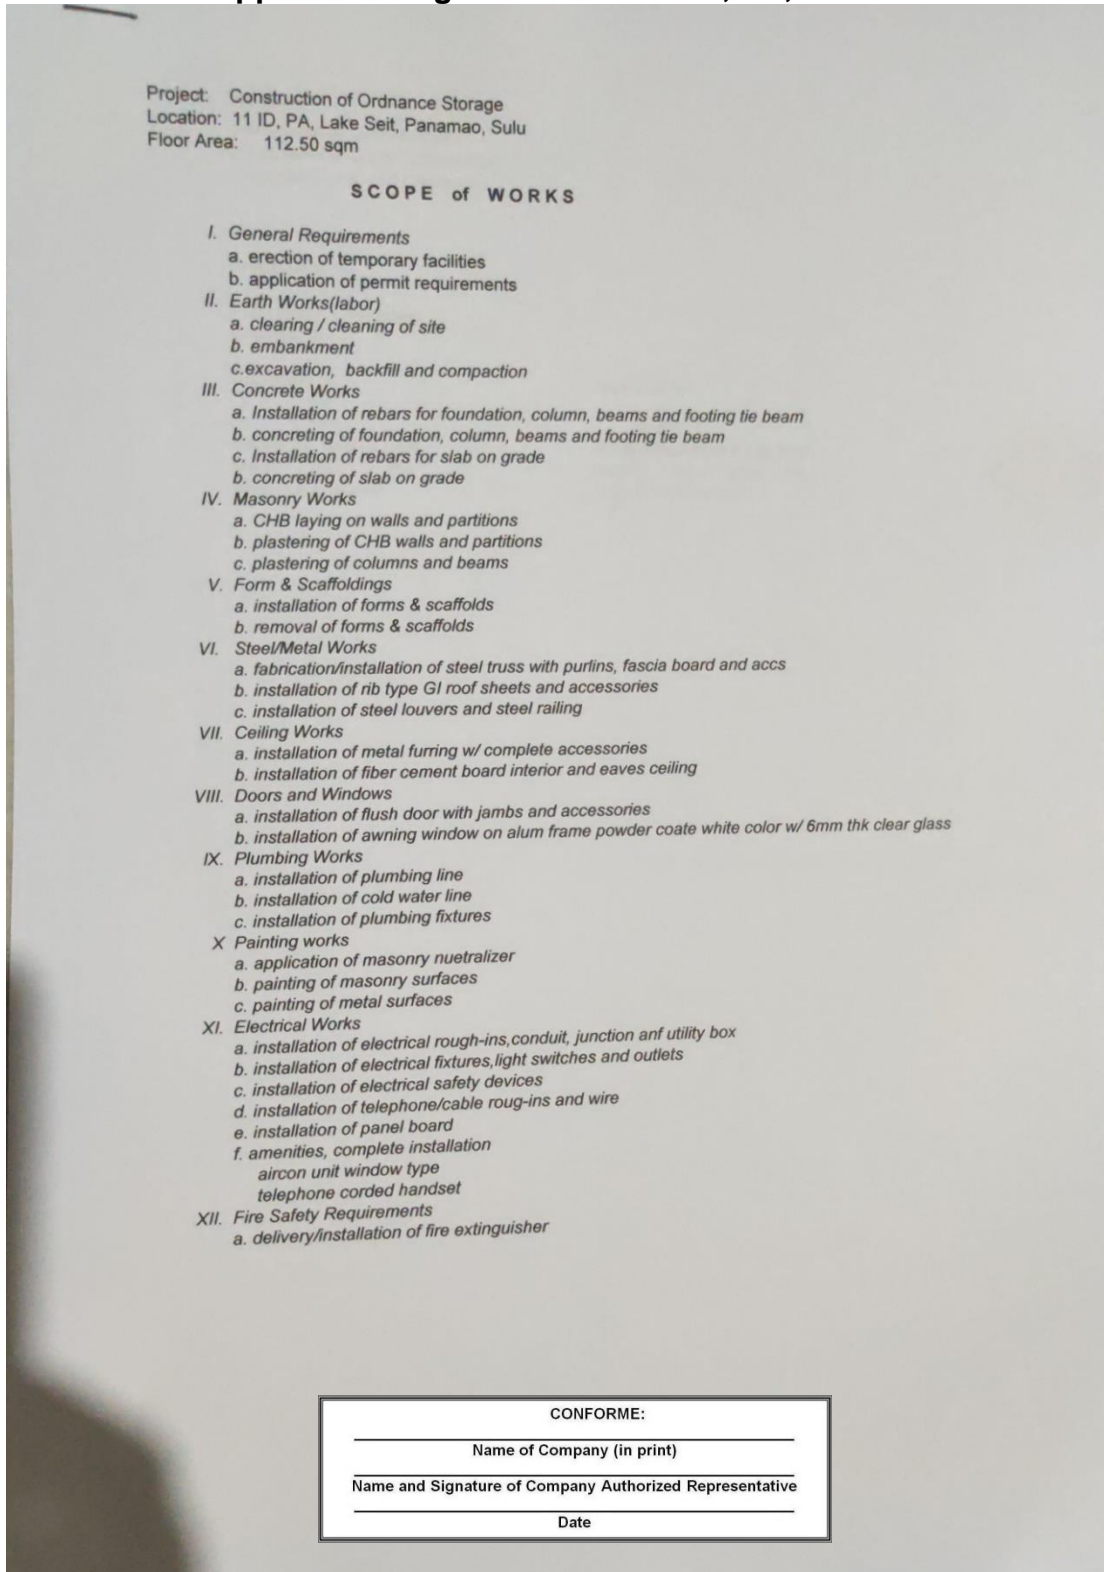 Project: Construction of Ordnance Storage
Location: 11 ID, PA, Lake Seit, Panamao, Sulu
Floor Area: 112.50 sqm
SCOPE of WORKS
I. General Requirements
a. erection of temporary facilities
b. application of permit requirements
II. Earth Works(labor)
a. clearing / cleaning of site
b. embankment
c.excavation, backfill and compaction
III. Concrete Works
a. Installation of rebars for foundation, column, beams and footing tie beam
b. concreting of foundation, column, beams and footing tie beam
c. Installation of rebars for slab on grade
b. concreting of slab on grade
IV. Masonry Works
a. CHB laying on walls and partitions
b. plastering of CHB walls and partitions
c. plastering of columns and beams
V. Form & Scaffoldings
a. installation of forms & scaffolds
b. removal of forms & scaffolds
VI. Steel/Metal Works
a. fabrication/installation of steel truss with purlins, fascia board and accs
b. installation of rib type GI roof sheets and accessories
c. installation of steel louvers and steel railing
VII. Ceiling Works
a. installation of metal furring w/ complete accessories
b. installation of fiber cement board interior and eaves ceiling
VIII. Doors and Windows
a. installation of flush door with jambs and accessories
b. installation of awning window on alum frame powder coate white color w/ 6mm thk clear glass
IX. Plumbing Works
a. installation of plumbing line
b. installation of cold water line
c. installation of plumbing fixtures
X Painting works
a. application of masonry nuetralizer
b. painting of masonry surfaces
c. painting of metal surfaces
XI. Electrical Works
a. installation of electrical rough-ins,conduit, junction anf utility box
b. installation of electrical fixtures,light switches and outlets
c. installation of electrical safety devices
d. installation of telephone/cable roug-ins and wire
e. installation of panel board
f. amenities, complete installation
aircon unit window type
telephone corded handset
XII. Fire Safety Requirements
a. delivery/installation of fire extinguisher
CONFORME:
Name of Company (in print)
Name and Signature of Company Authorized Representative
Date